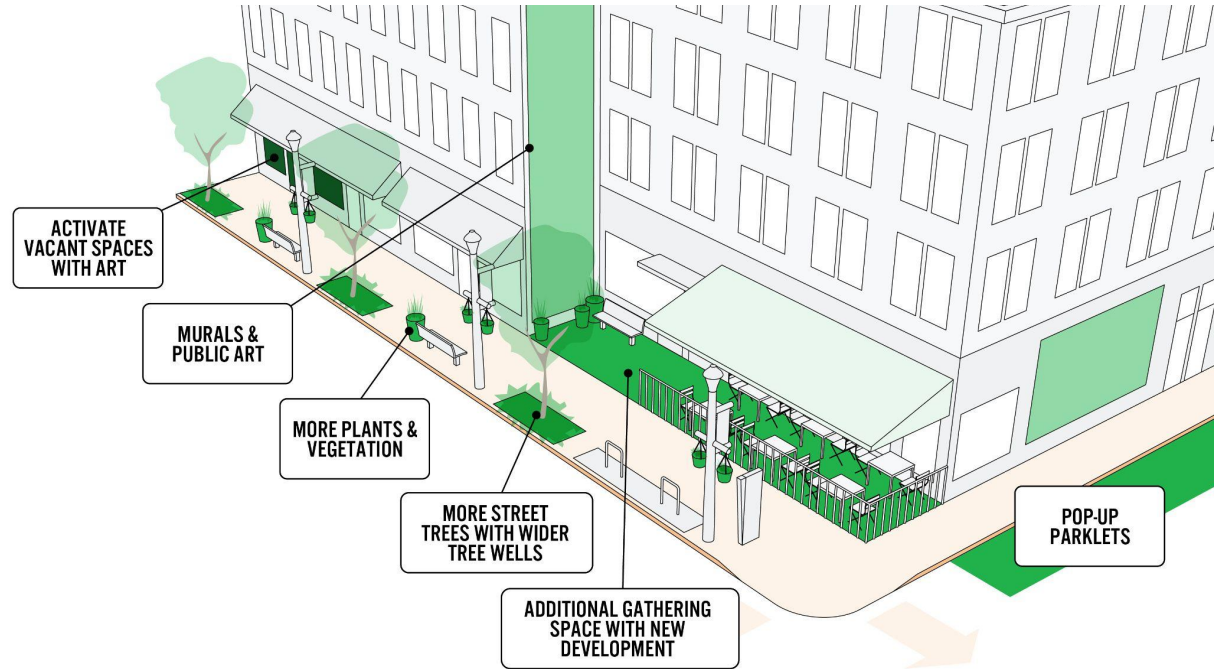 ACTIVATE
VACANT SPACES
WITH ART
MURALS &
PUBLIC ART
MORE PLANTS &
VEGETATION
MORE STREET
TREES WITH WIDER
TREE WELLS
ADDITIONAL GATHERING
SPACE WITH NEW
DEVELOPMENT
POP-UP
PARKLETS